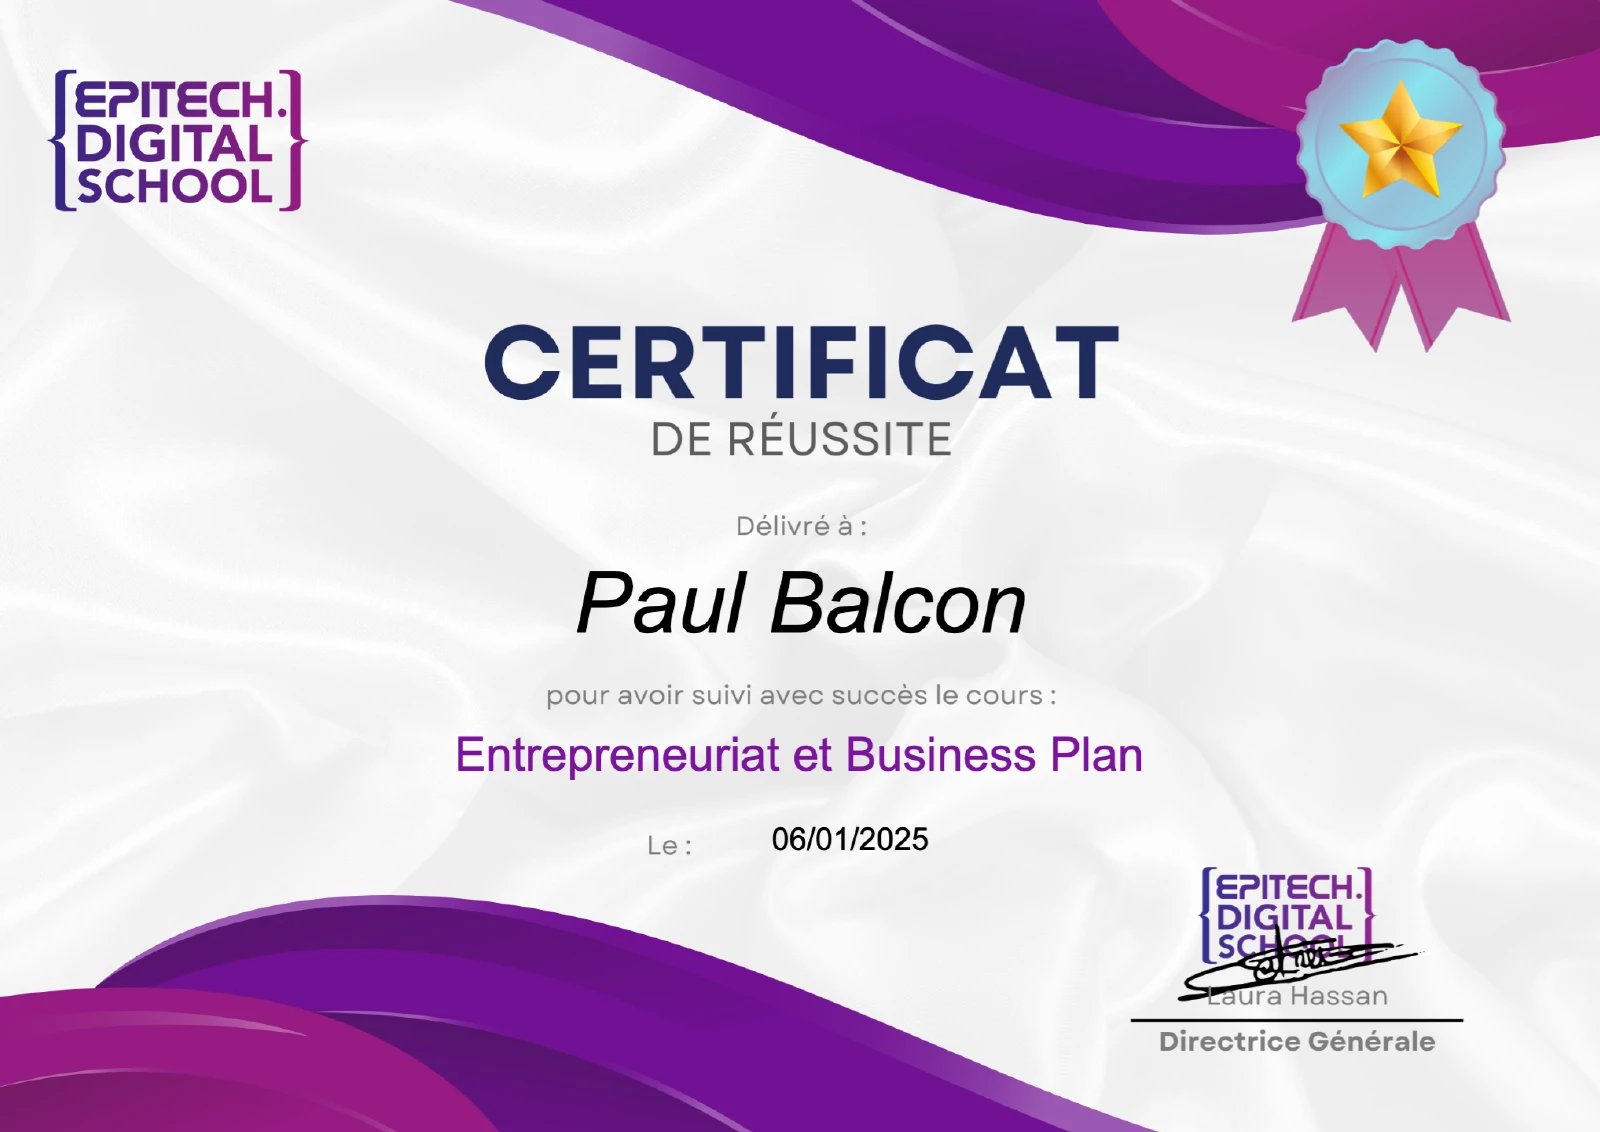 EPITECH.
DIGITAL
SCHOOL
CERTIFICAT
DE RÉUSSITE
Délivré à :
Paul Balcon
pour avoir suivi avec succès le cours :
Entrepreneuriat et Business Plan
Le : 06/01/2025
EPITECH.
DIGITAL
SCHOOL
Laura Hassan
Directrice Générale